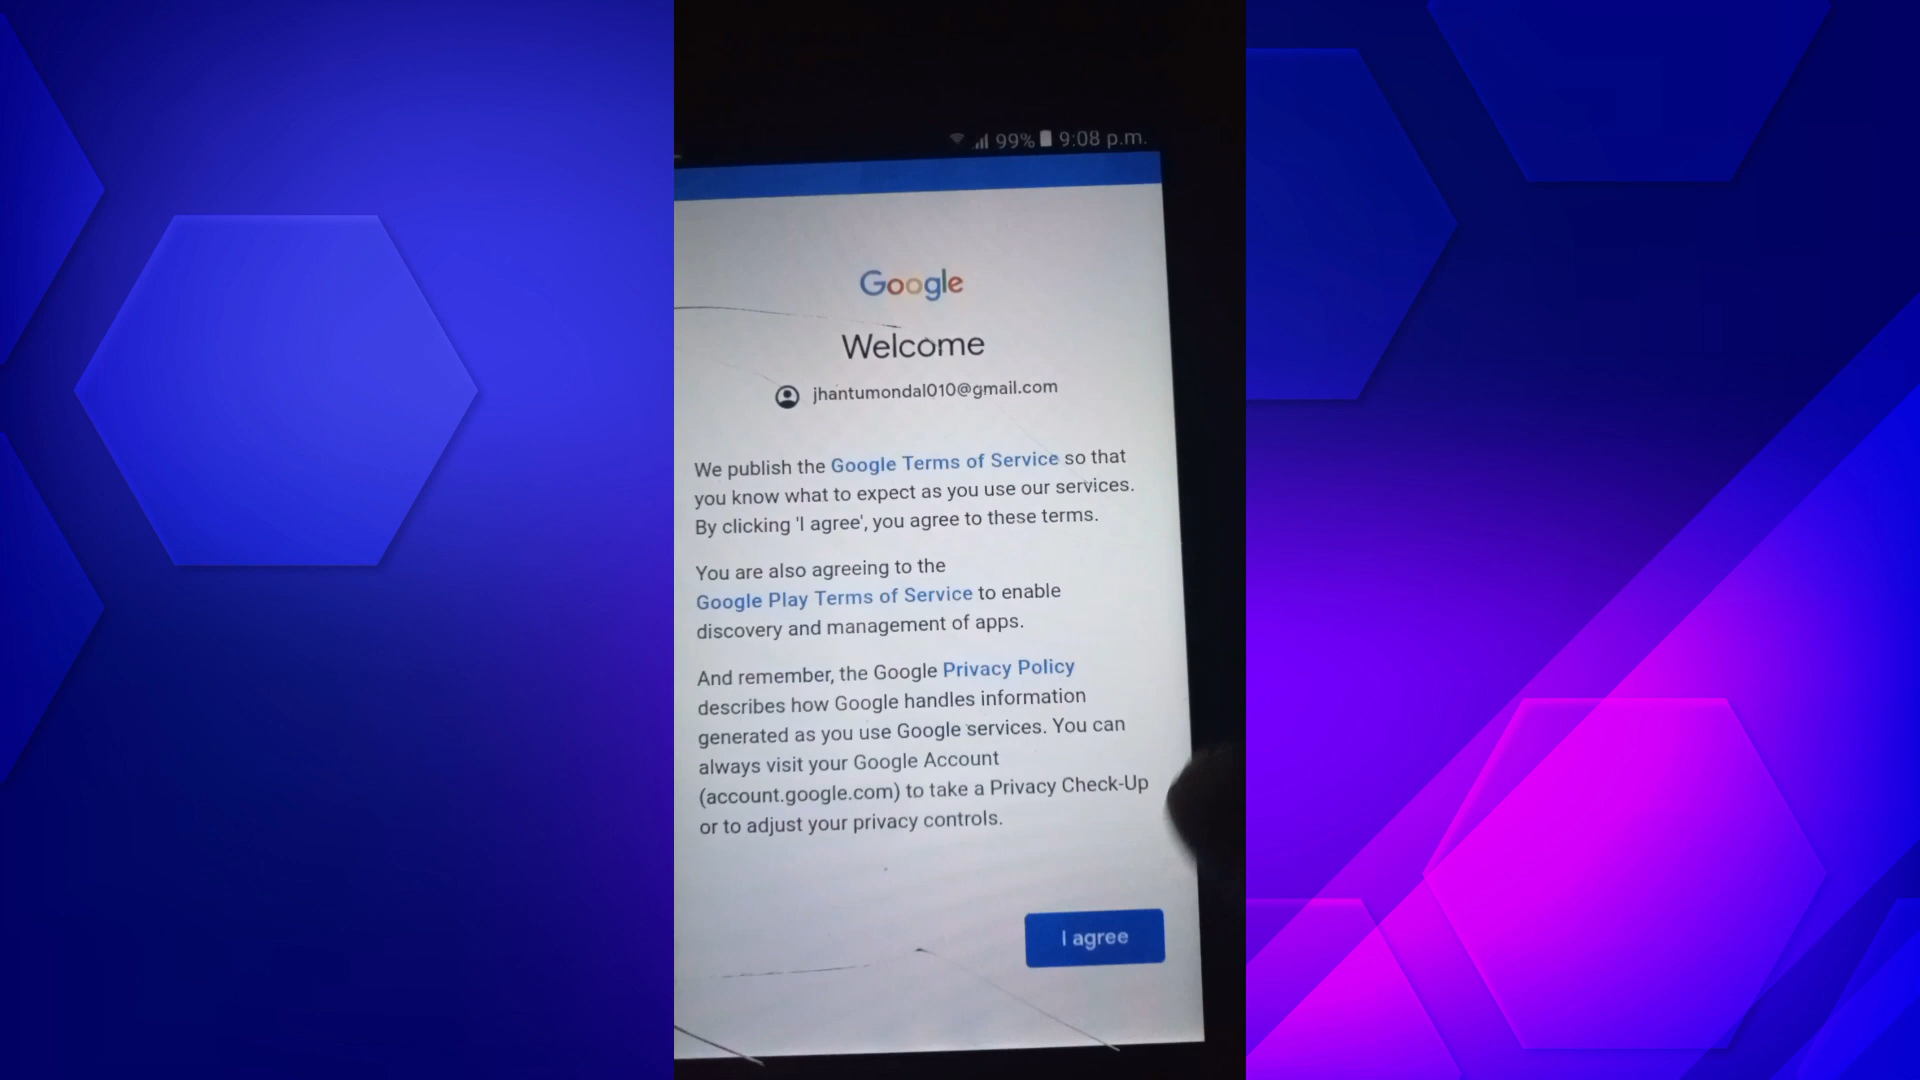 99% 9:08 p.m.
Google
Welcome
jhantumondal010@gmail.com
We publish the Google Terms of Service so that
you know what to expect as you use our services.
By clicking 'I agree', you agree to these terms.
You are also agreeing to the
Google Play Terms of Service to enable
discovery and management of apps.
And remember, the Google Privacy Policy
describes how Google handles information
generated as you use Google services. You can
always visit your Google Account
(account.google.com) to take a Privacy Check-Up
or to adjust your privacy controls.
I agree